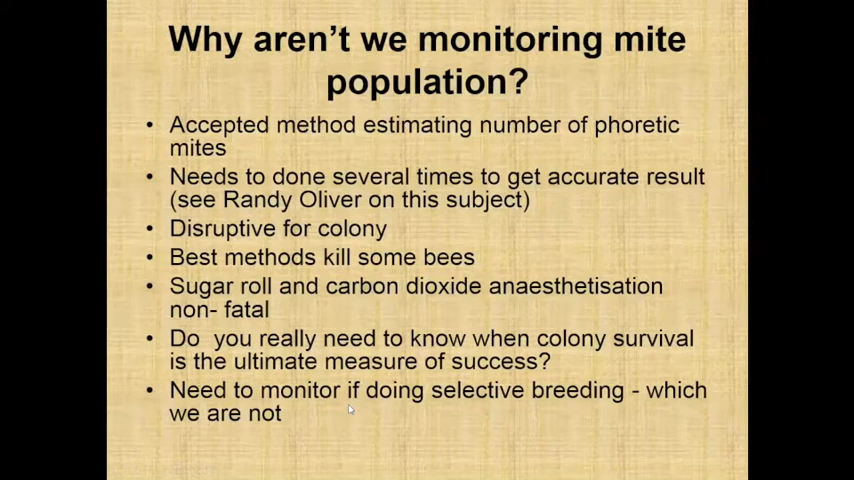 Why aren't we monitoring mite
population?
• Accepted method estimating number of phoretic
mites
• Needs to done several times to get accurate result
(see Randy Oliver on this subject)
• Disruptive for colony
• Best methods kill some bees
• Sugar roll and carbon dioxide anaesthetisation
non- fatal
• Do  you really need to know when colony survival
is the ultimate measure of success?
• Need to monitor if doing selective breeding - which
we are not